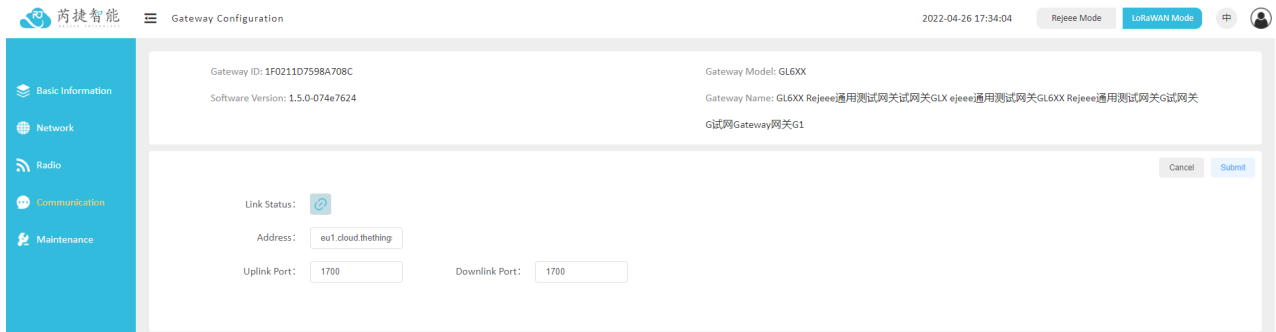 芮捷智能
Gateway Configuration
2022-04-26 17:34:04
Rejeee Mode
LoRaWAN Mode
中
Basic Information
Network
Radio
Communication
Maintenance
Gateway ID: 1F0211D7598A708C
Gateway Model: GL6XX
Software Version: 1.5.0-074e7624
Gateway Name: GL6XX Rejeee通用测试网关试网关GLX ejeee通用测试网关GL6XX Rejeee通用测试网关G试网关
G试网Gateway网关G1
Cancel
Submit
Link Status：
Address：
eu1.cloud.thething
Uplink Port：
1700
Downlink Port：
1700